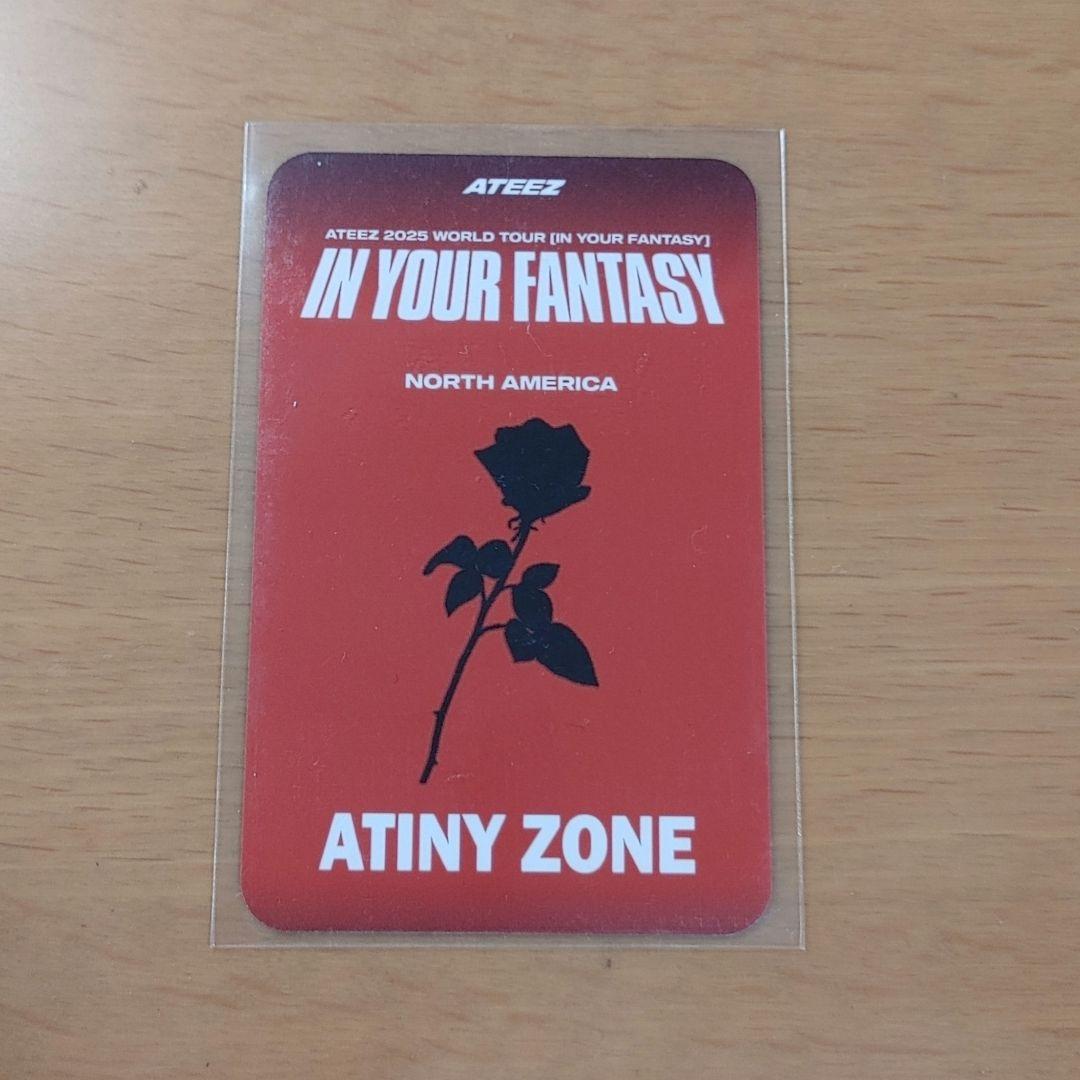 ATEEZ
ATEEZ 2025 WORLD TOUR [IN YOUR FANTASY]
IN YOUR FANTASY
NORTH AMERICA
ATINY ZONE